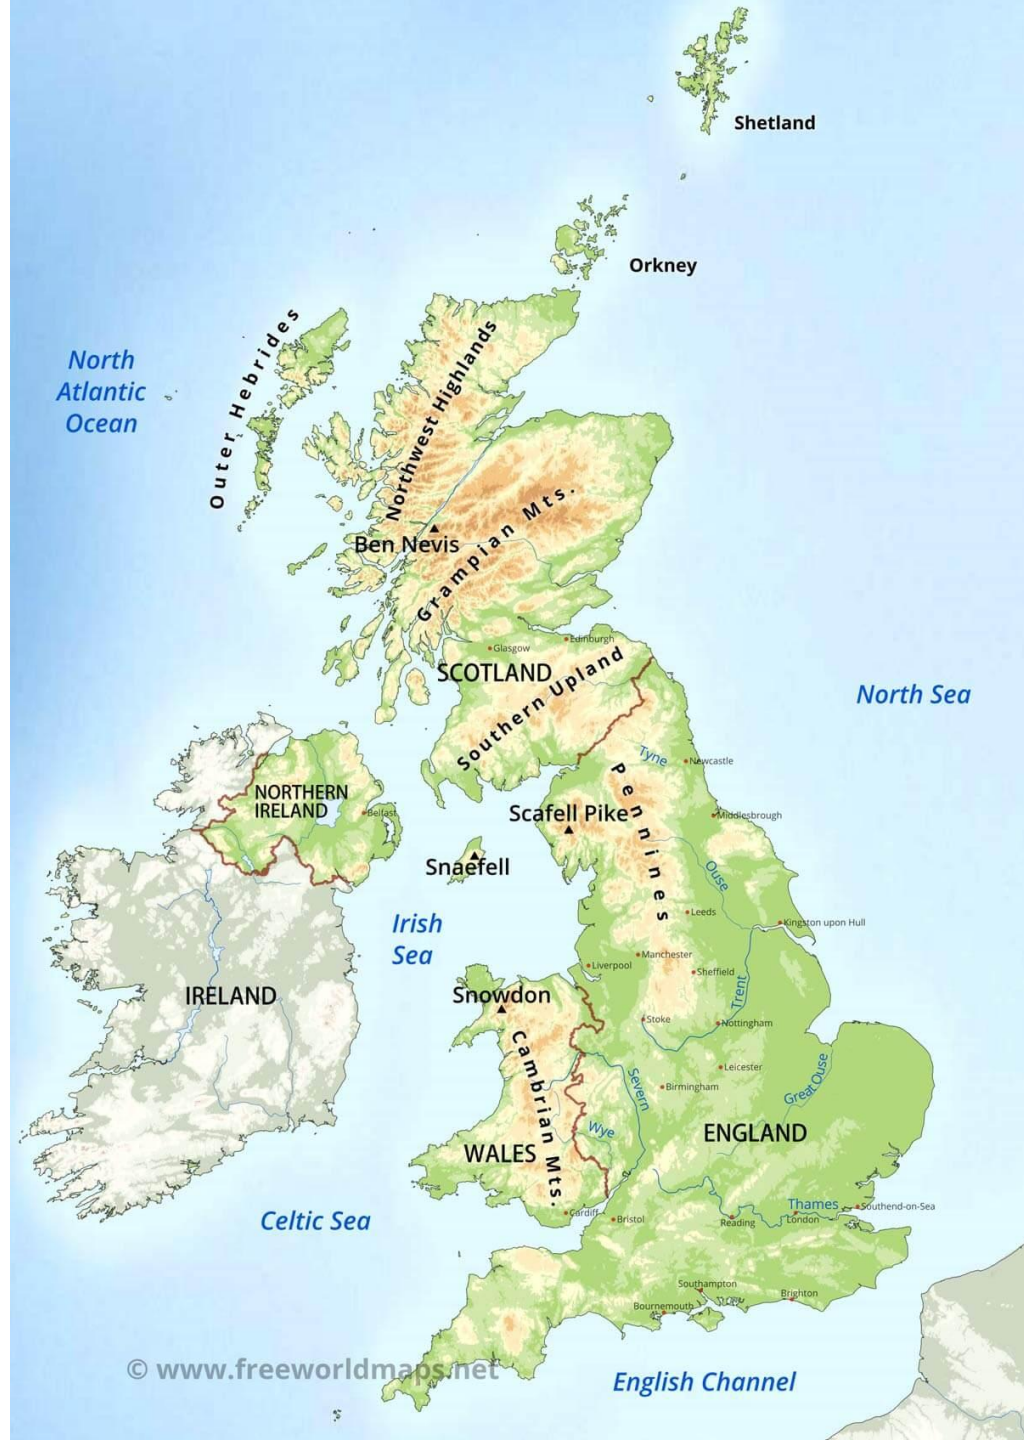 Shetland
Orkney
Outer Hebrides
North
Atlantic
Ocean
Northwest Highlands
Grampian Mts.
Ben Nevis
Edinburgh
Glasgow
SCOTLAND
Southern Upland
North Sea
Tyne
Newcastle
Pennines
NORTHERN
IRELAND
Belfast
Scafell Pike
Middlesbrough
Snaefell
Ouse
Leeds
Kingston upon Hull
Irish
Sea
Manchester
Liverpool
Sheffield
Trent
IRELAND
Snowdon
Stoke
Nottingham
Cambrian Mts.
Leicester
Severn
Birmingham
Great Ouse
Wye
ENGLAND
WALES
Thames
Southend-on-Sea
Cardiff
Bristol
Reading
London
Celtic Sea
Southampton
Brighton
Bournemouth
© www.freeworldmaps.net
English Channel